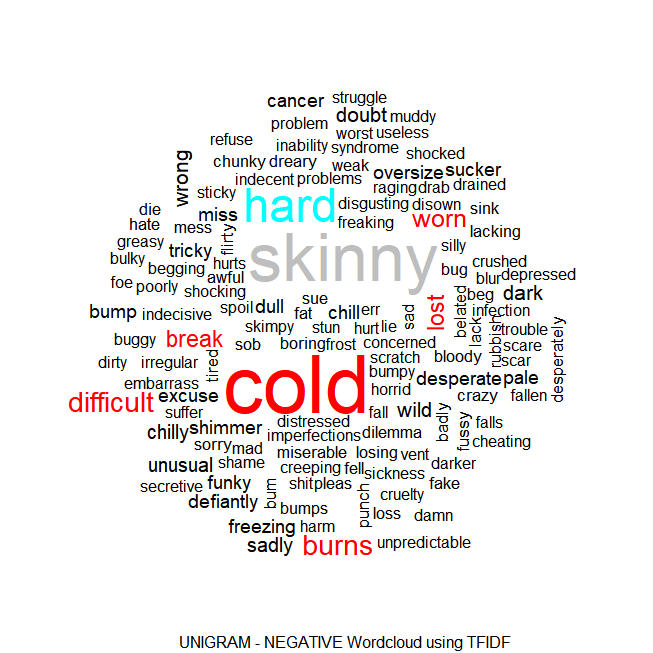 cancer struggle
problem doubt muddy
refuse worst useless
inability syndrome
chunky dreary weak shocked
wrong indecent problems oversize sucker
sticky raging drab drained
die miss hard disgusting disown sink
hate mess flirty freaking worn lacking
greasy tricky skinny silly
bulky begging hurts bug crushed
foe poorly awful blur depressed
shocking sue beg dark
bump indecisive spoil dull fat chill err sad lost belated infection
skimpy stun hurt lie lack trouble
buggy break sob boring frost concerned rubbish scare
dirty irregular tired cold scratch bloody scar desperately
embarrass bumpy desperate pale
difficult excuse horrid crazy fallen
suffer fall wild badly
chilly shimmer distressed fussy falls
sorry mad imperfections dilemma cheating
unusual shame miserable losing vent
creeping fell darker
secretive funky bum shit pleas sickness fake
defiantly punch cruelty
bumps loss damn
freezing harm
sadly burns unpredictable
UNIGRAM - NEGATIVE Wordcloud using TFIDF